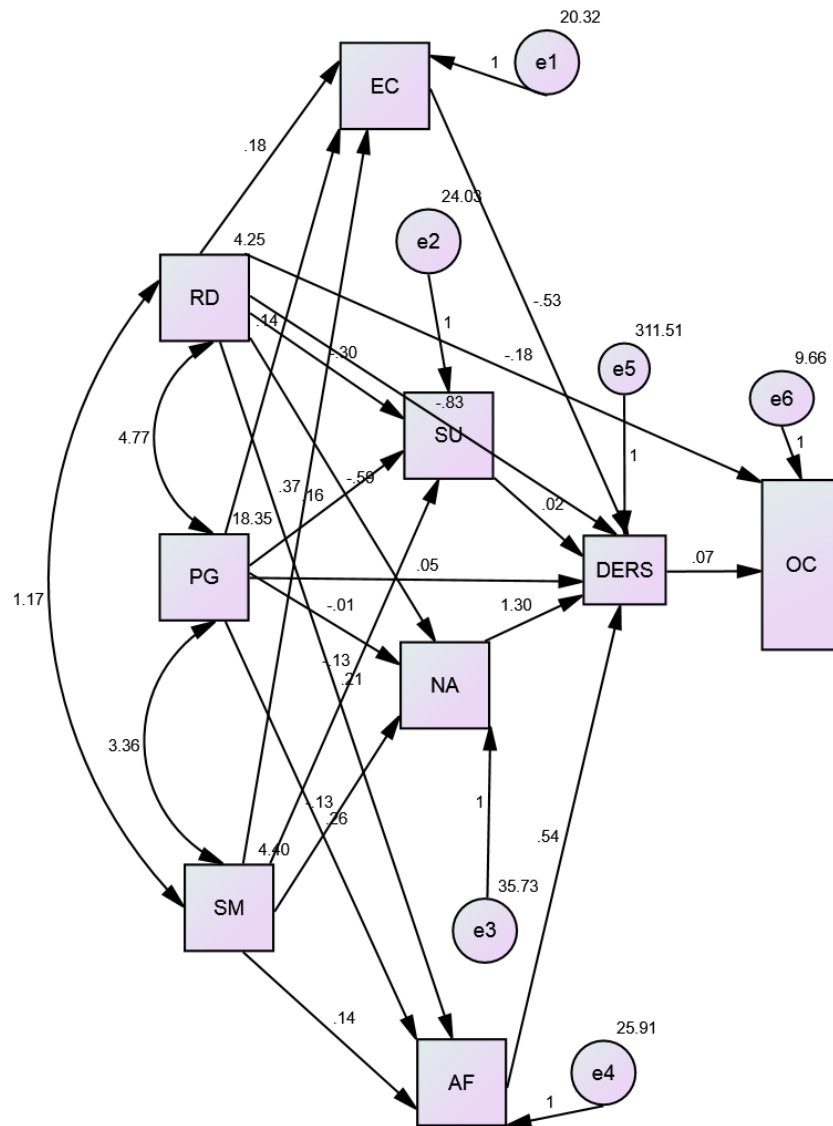 20.32
e1
1
EC
.18
24.03
4.25
e2
RD
-.53
.14
1
311.51
-.30
-.18
9.66
e5
e6
-.83
SU
4.77
1
1
.37
-.59
.16
.02
18.35
PG
.05
DERS
.07
OC
1.17
-.01
1.30
-.13
.21
NA
3.36
-.13
.26
1
.54
4.40
SM
35.73
e3
.14
25.91
e4
AF
1